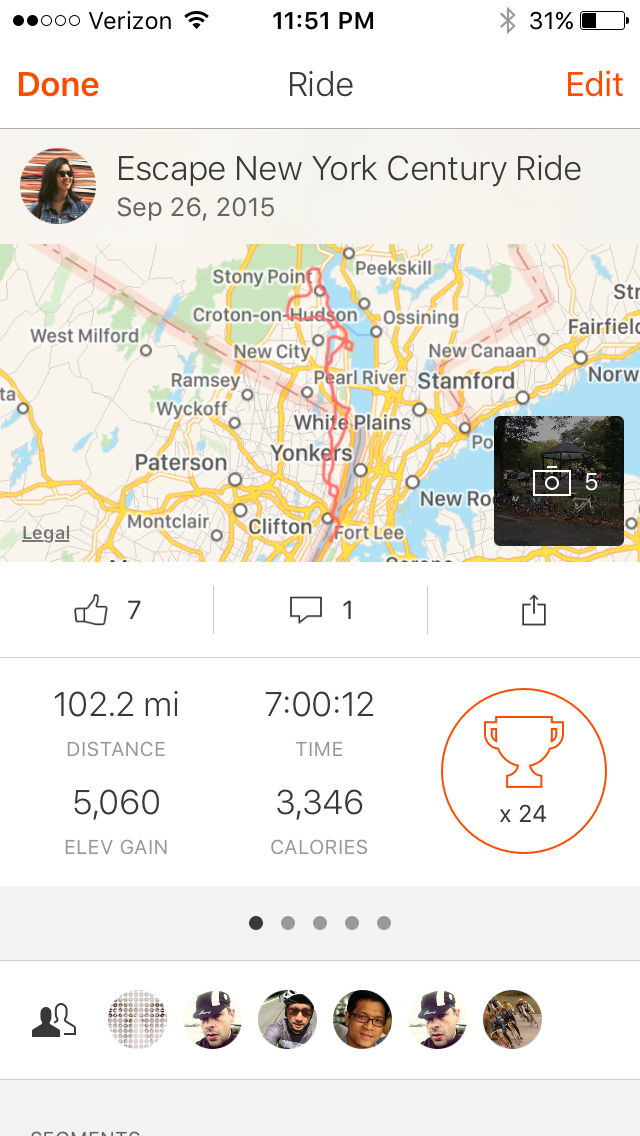 Verizon 11:51 PM 31%
Done Ride Edit
Escape New York Century Ride
Sep 26, 2015
Peekskill
Stony Point
Str
Croton-on-Hudson
Ossining
Fairfield
West Milford
New City
New Canaan
Norw
Ramsey
Pearl River
Stamford
ta
Wyckoff
White Plains
Po
Yonkers
Paterson
5
New Ro
Montclair
Clifton
Legal
Fort Lee
7 1
102.2 mi 7:00:12
DISTANCE TIME
5,060 3,346
x 24
ELEV GAIN CALORIES